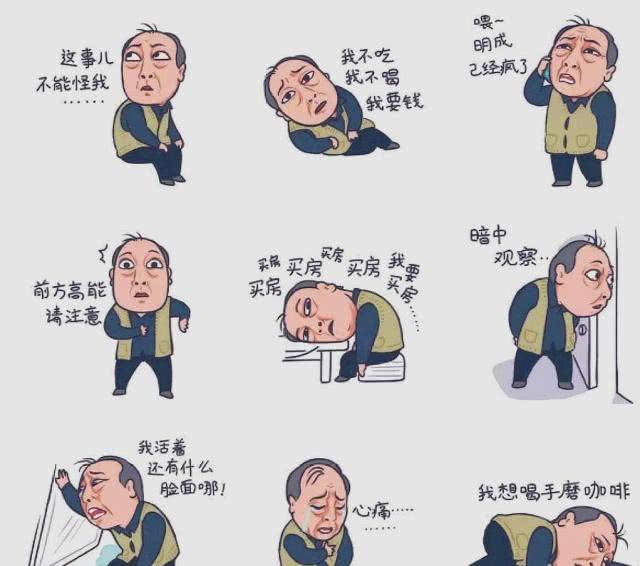 这事儿
不能怪我
······
我不吃
我不喝
我要钱
喂~
明成
己经疯了
前方高能
请注意
买房 买房 买房 买房 我要
买房 买房······
暗中
观察··
我活着
还有什么
脸面哪!
心痛·····
······
我想喝手磨咖啡